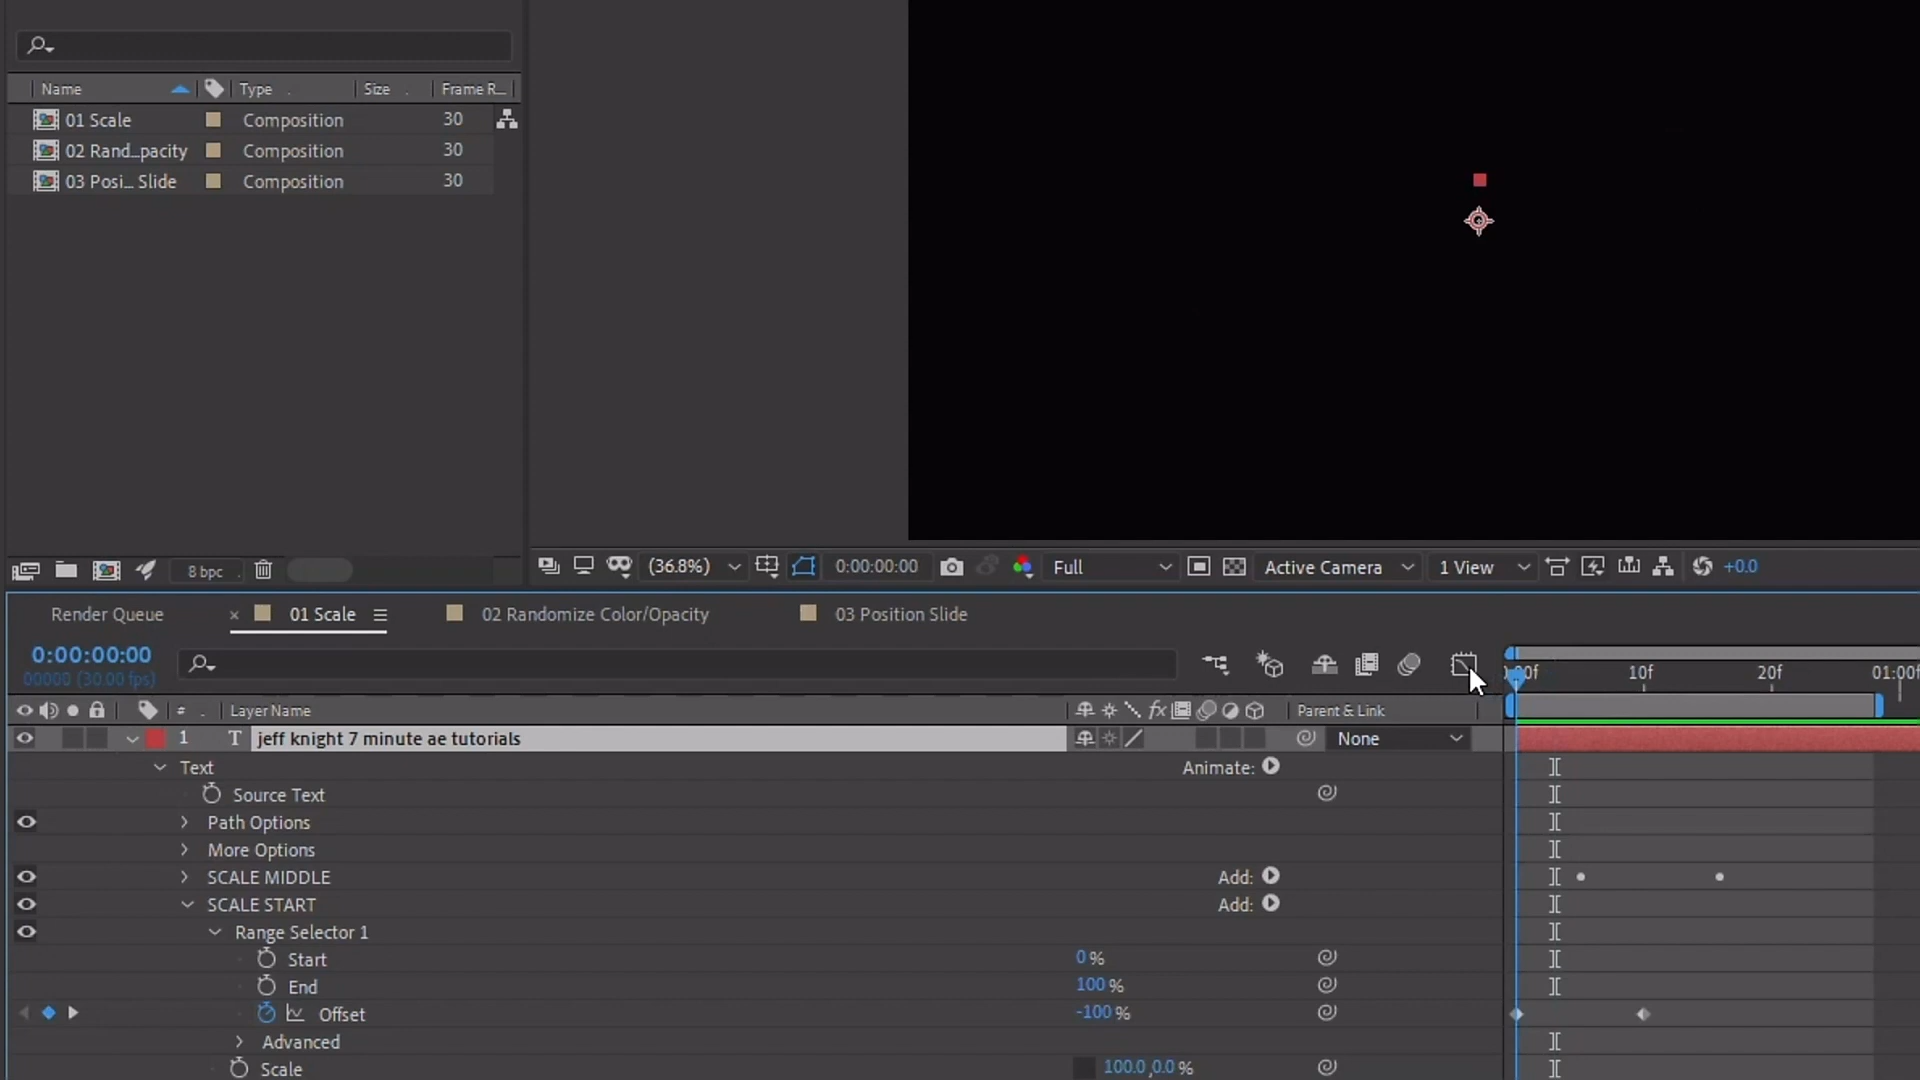 Name Type Size Frame R...
01 Scale Composition 30
02 Rand_pacity Composition 30
03 Posi_ Slide Composition 30
8 bpc (36.8%) 0:00:00:00 Full Active Camera 1 View +0.0
Render Queue × 01 Scale 02 Randomize Color/Opacity 03 Position Slide
0:00:00:00
00000 (30.00 fps) 10f 20f 01:00f
# Layer Name fx Parent & Link
1 T jeff knight 7 minute ae tutorials None
Text Animate:
Source Text
Path Options
More Options
SCALE MIDDLE Add:
SCALE START Add:
Range Selector 1
Start 0 %
End 100 %
Offset -100 %
Advanced
Scale 100.0,0.0 %